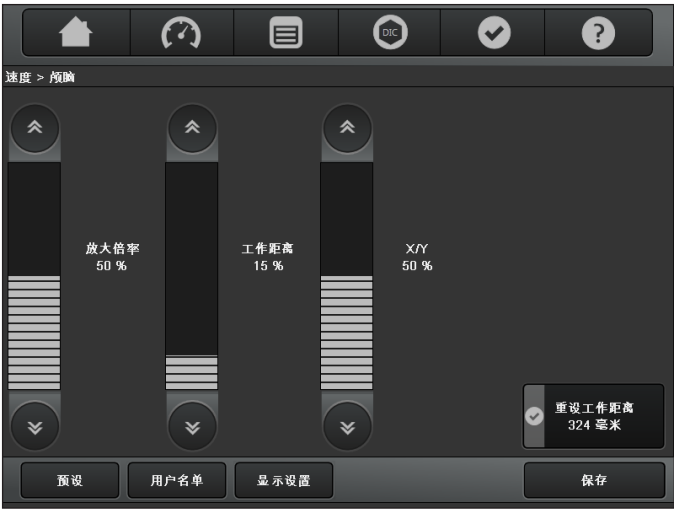 DIC
?
速度 > 颅脑
放大倍率
50 %
工作距离
15 %
X/Y
50 %
重设工作距离
324 毫米
预设
用户名单
显示设置
保存